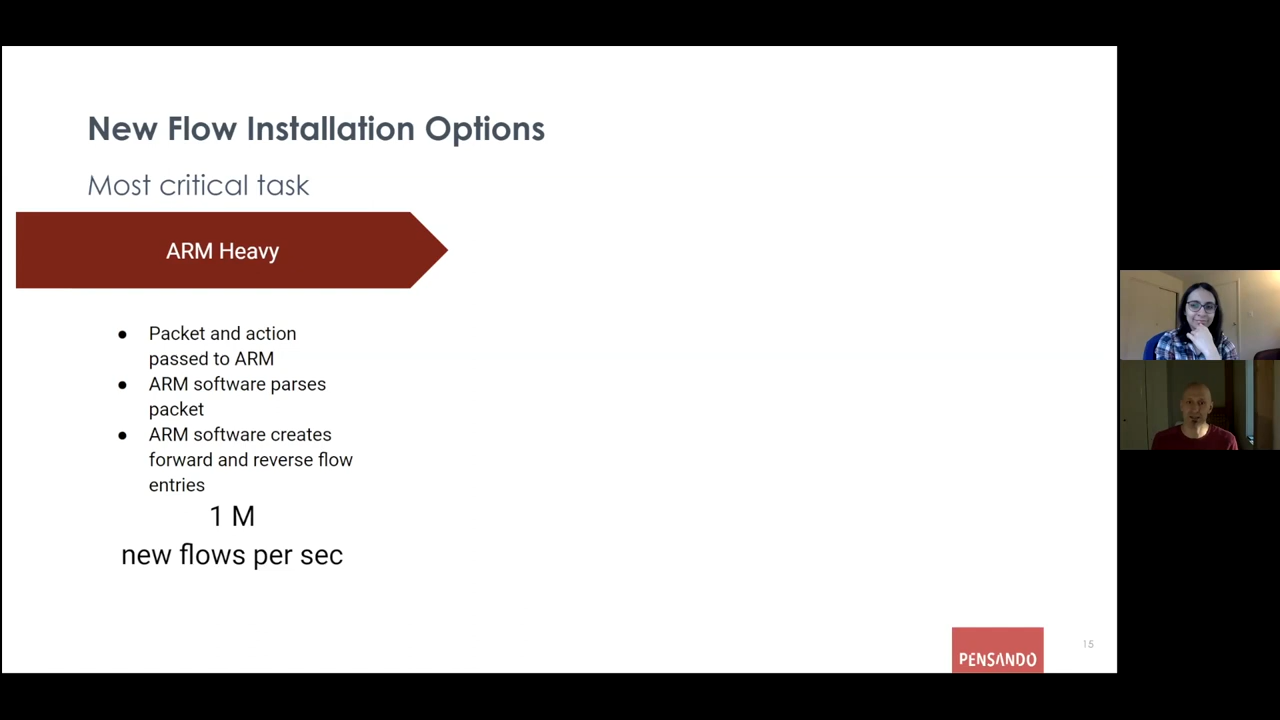 New Flow Installation Options
Most critical task
ARM Heavy
● Packet and action
passed to ARM
● ARM software parses
packet
● ARM software creates
forward and reverse flow
entries
1 M
new flows per sec
PENSANDO
15